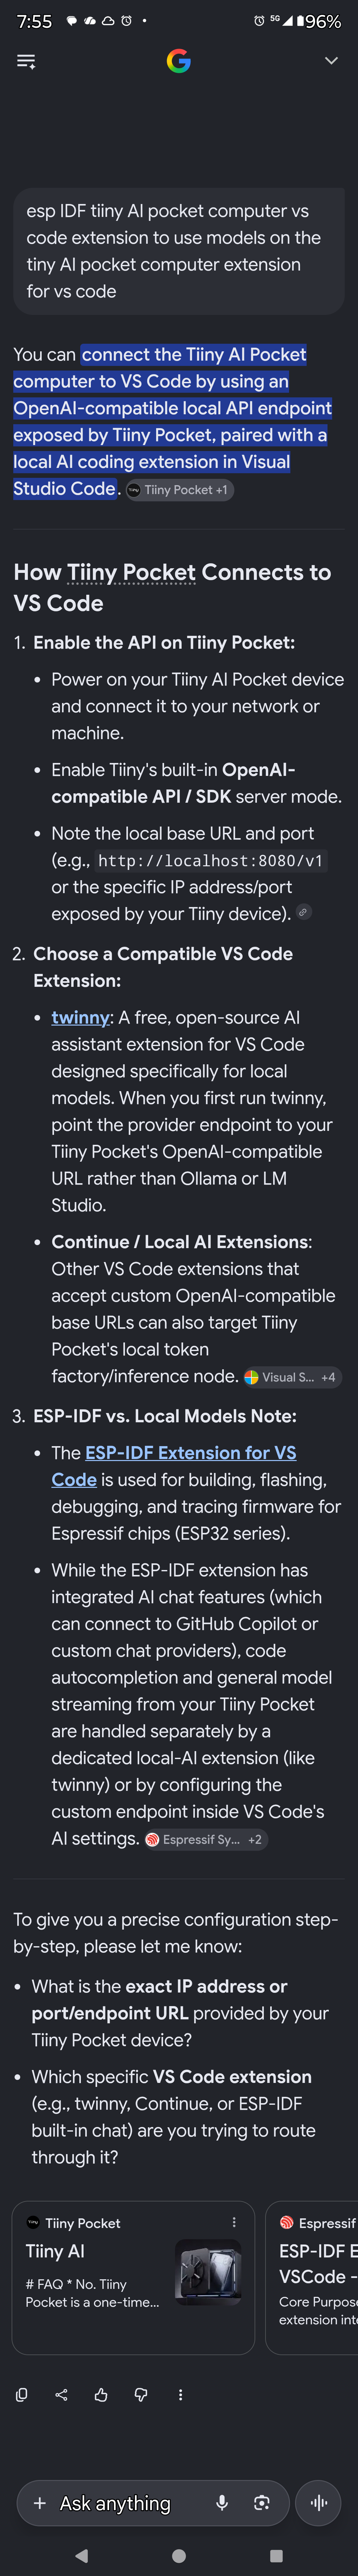 7:55
5G 96%
esp IDF tiiny AI pocket computer vs
code extension to use models on the
tiny AI pocket computer extension
for vs code
You can connect the Tiiny AI Pocket
computer to VS Code by using an
OpenAI-compatible local API endpoint
exposed by Tiiny Pocket, paired with a
local AI coding extension in Visual
Studio Code. Tiiny Pocket +1
How Tiiny Pocket Connects to
VS Code
1. Enable the API on Tiiny Pocket:
• Power on your Tiiny AI Pocket device
and connect it to your network or
machine.
• Enable Tiiny's built-in OpenAI-
compatible API / SDK server mode.
• Note the local base URL and port
(e.g., http://localhost:8080/v1
or the specific IP address/port
exposed by your Tiiny device).
2. Choose a Compatible VS Code
Extension:
• twinny: A free, open-source AI
assistant extension for VS Code
designed specifically for local
models. When you first run twinny,
point the provider endpoint to your
Tiiny Pocket's OpenAI-compatible
URL rather than Ollama or LM
Studio.
• Continue / Local AI Extensions:
Other VS Code extensions that
accept custom OpenAI-compatible
base URLs can also target Tiiny
Pocket's local token
factory/inference node. Visual S... +4
3. ESP-IDF vs. Local Models Note:
• The ESP-IDF Extension for VS
Code is used for building, flashing,
debugging, and tracing firmware for
Espressif chips (ESP32 series).
• While the ESP-IDF extension has
integrated AI chat features (which
can connect to GitHub Copilot or
custom chat providers), code
autocompletion and general model
streaming from your Tiiny Pocket
are handled separately by a
dedicated local-AI extension (like
twinny) or by configuring the
custom endpoint inside VS Code's
AI settings. Espressif Sy... +2
To give you a precise configuration step-
by-step, please let me know:
• What is the exact IP address or
port/endpoint URL provided by your
Tiiny Pocket device?
• Which specific VS Code extension
(e.g., twinny, Continue, or ESP-IDF
built-in chat) are you trying to route
through it?
Tiiny Pocket
Tiiny AI
# FAQ * No. Tiiny
Pocket is a one-time...
Espressif
ESP-IDF E
VSCode -
Core Purpos
extension int
Ask anything